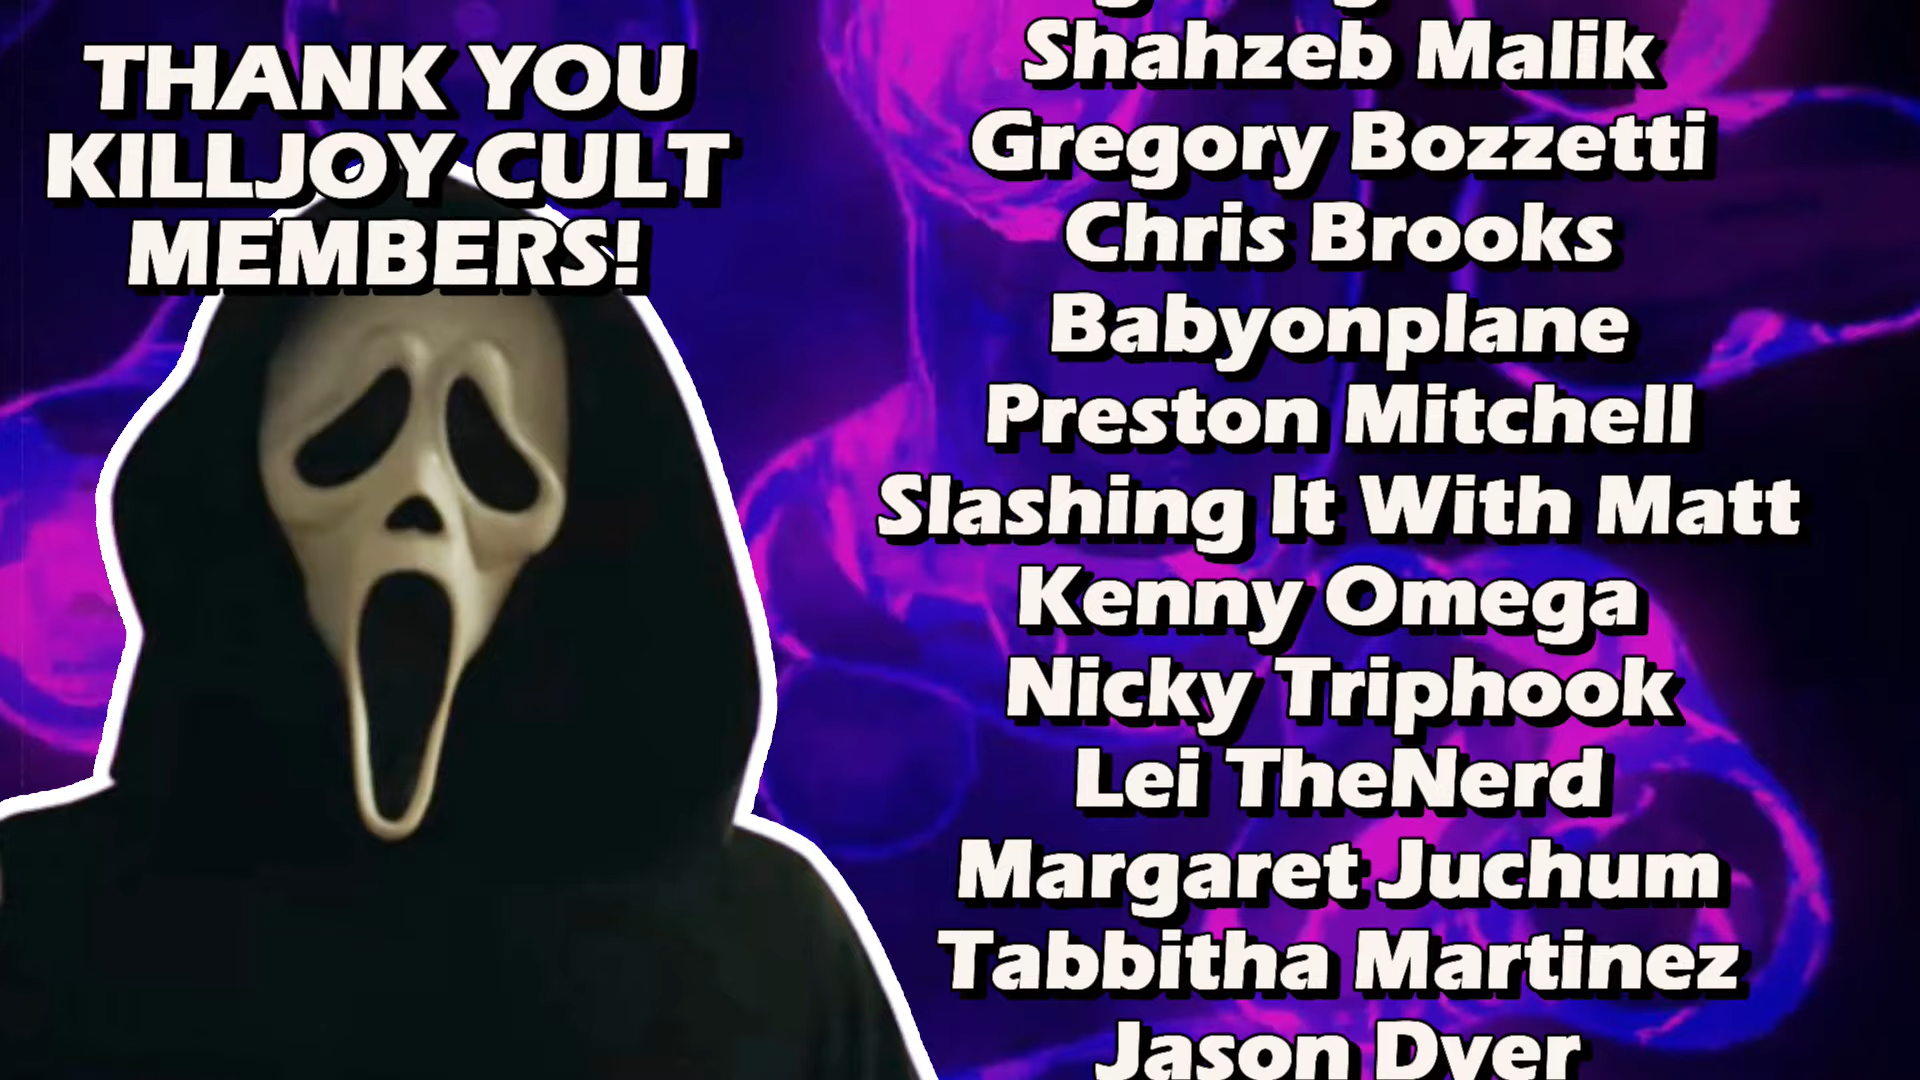 THANK YOU
KILLJOY CULT
MEMBERS!
Shahzeb Malik
Gregory Bozzetti
Chris Brooks
Babyonplane
Preston Mitchell
Slashing It With Matt
Kenny Omega
Nicky Triphook
Lei TheNerd
Margaret Juchum
Tabbitha Martinez
Jason Dyer